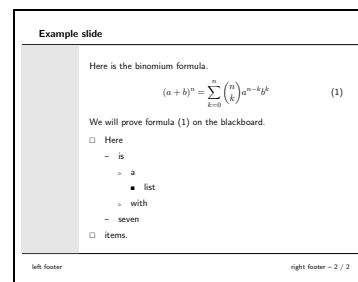 Example slide
Here is the binomium formula.
(a + b)^n = \sum_{k=0}^{n} \binom{n}{k} a^{n-k} b^k (1)
We will prove formula (1) on the blackboard.
□ Here
– is
▹ a
■ list
▹ with
– seven
□ items.
left footer right footer – 2 / 2